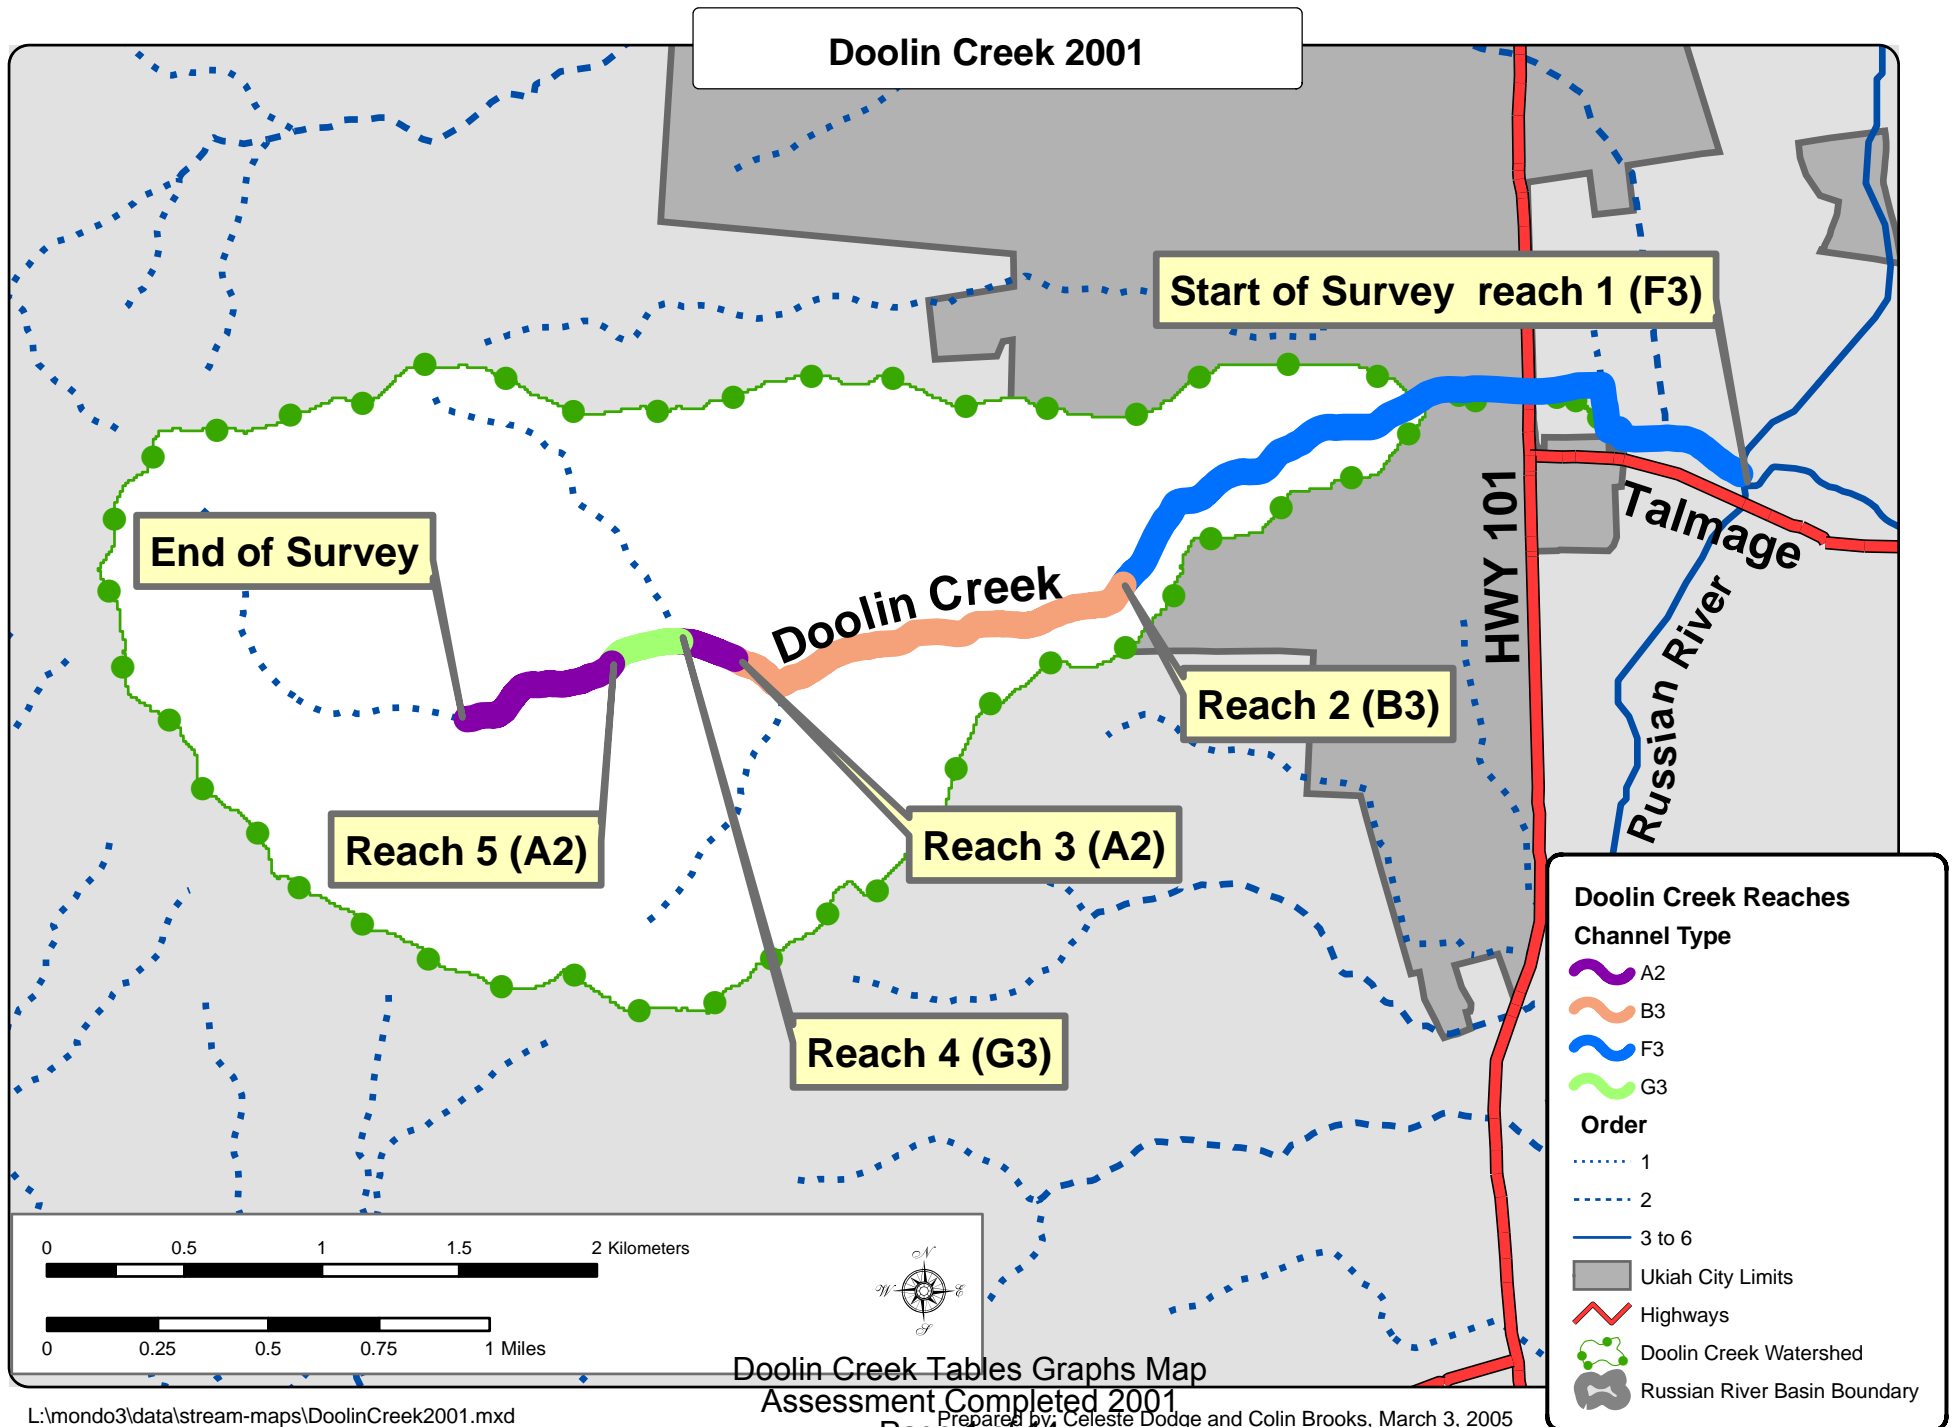 Doolin Creek 2001
Start of Survey reach 1 (F3)
End of Survey
Doolin Creek
HWY 101
Talmage
Russian River
Reach 2 (B3)
Reach 5 (A2)
Reach 3 (A2)
Reach 4 (G3)
Doolin Creek Reaches
Channel Type
A2
B3
F3
G3
Order
1
2
3 to 6
Ukiah City Limits
Highways
Doolin Creek Watershed
Russian River Basin Boundary
0 0.5 1 1.5 2 Kilometers
0 0.25 0.5 0.75 1 Miles
N
W E
S
Doolin Creek Tables Graphs Map
Assessment Completed 2001
Prepared by: Celeste Dodge and Colin Brooks, March 3, 2005
L:\mondo3\data\stream-maps\DoolinCreek2001.mxd